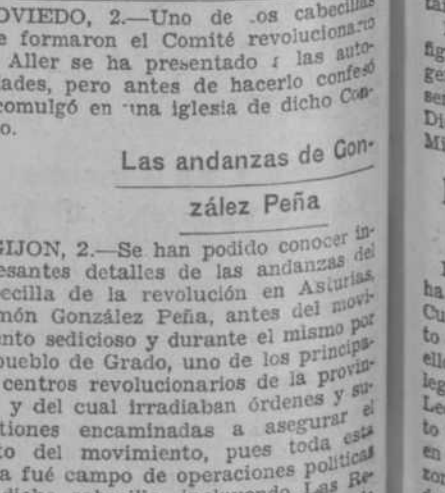 OVIEDO, 2.—Uno de los cabecillas
e formaron el Comité revolucionario
Aller se ha presentado a las auto-
ades, pero antes de hacerlo confesó
comulgó en una iglesia de dicho Con-
o.
Las andanzas de Gon-
zález Peña
GIJON, 2.—Se han podido conocer in-
esantes detalles de las andanzas del
ecilla de la revolución en Asturias,
món González Peña, antes del movi-
ento sedicioso y durante el mismo por
pueblo de Grado, uno de los principa-
centros revolucionarios de la provin-
y del cual irradiaban órdenes y su-
tiones encaminadas a asegurar el
to del movimiento, pues toda esta
a fué campo de operaciones políticas
Las Re-